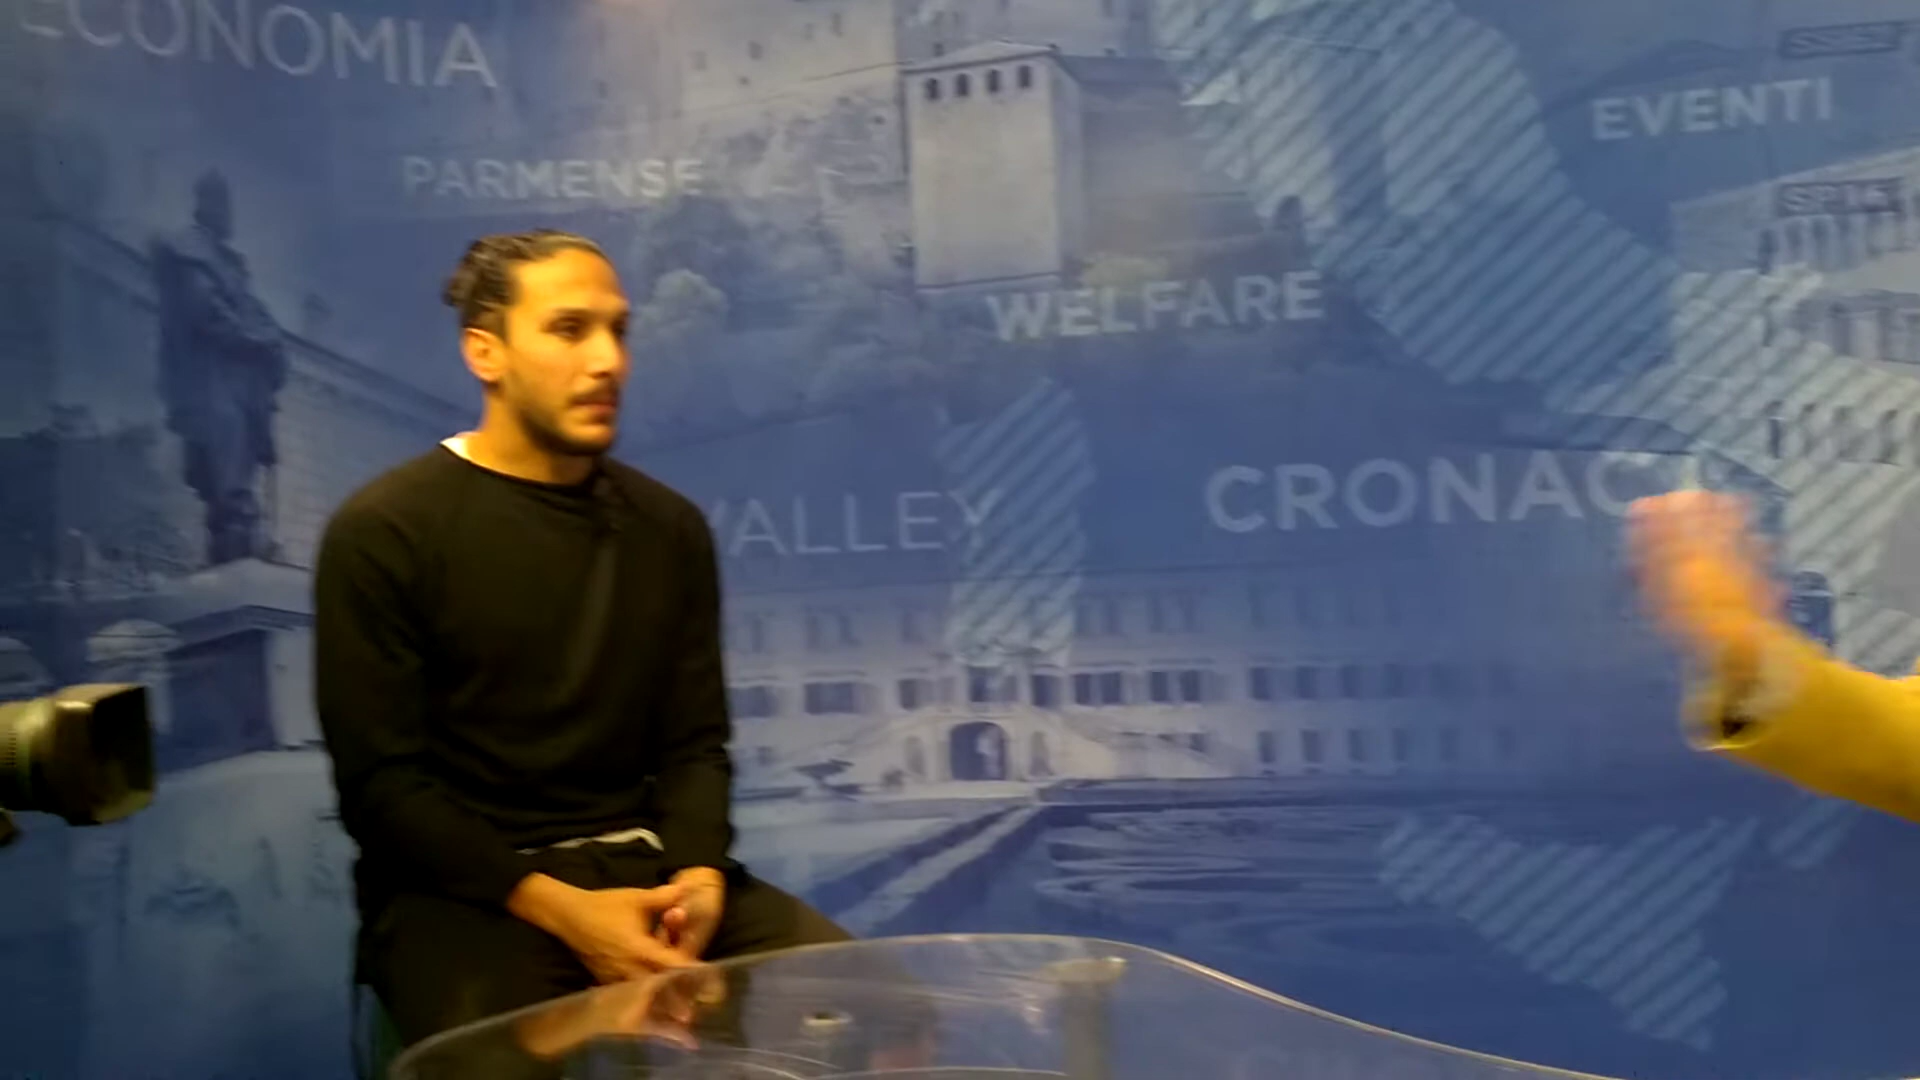 ECONOMIA
EVENTI
PARMENSE
WELFARE
VALLEY
CRONAC